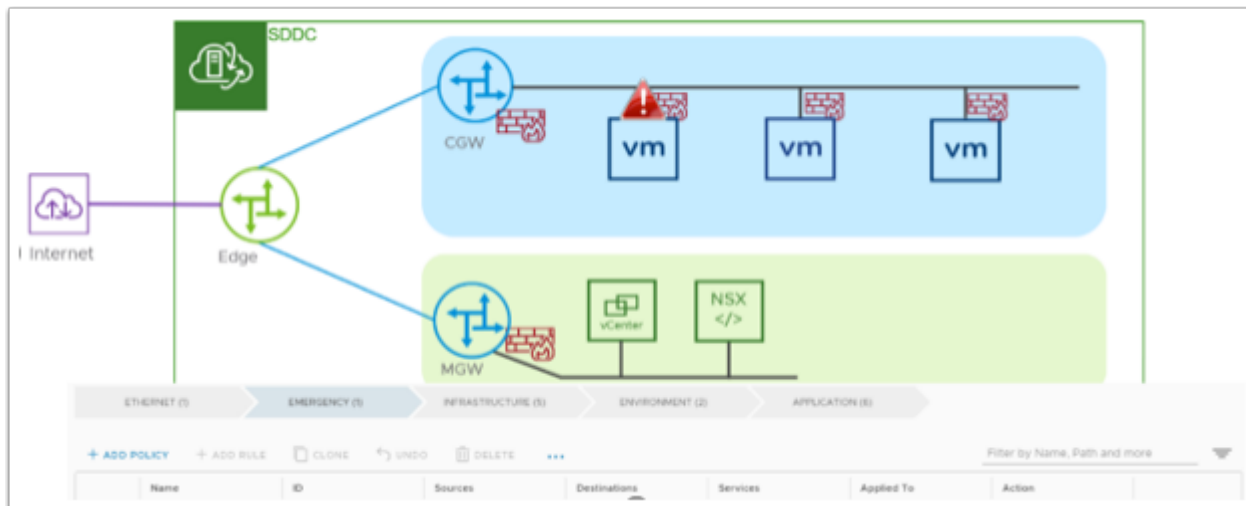 SDDC
CGW
vm
vm
vm
Internet
Edge
vCenter
NSX
</>
MGW
ETHERNET (1)
EMERGENCY (1)
INFRASTRUCTURE (5)
ENVIRONMENT (2)
APPLICATION (6)
+ ADD POLICY
+ ADD RULE
CLONE
UNDO
DELETE
...
Filter by Name, Path and more
Name
ID
Sources
Destinations
Services
Applied To
Action